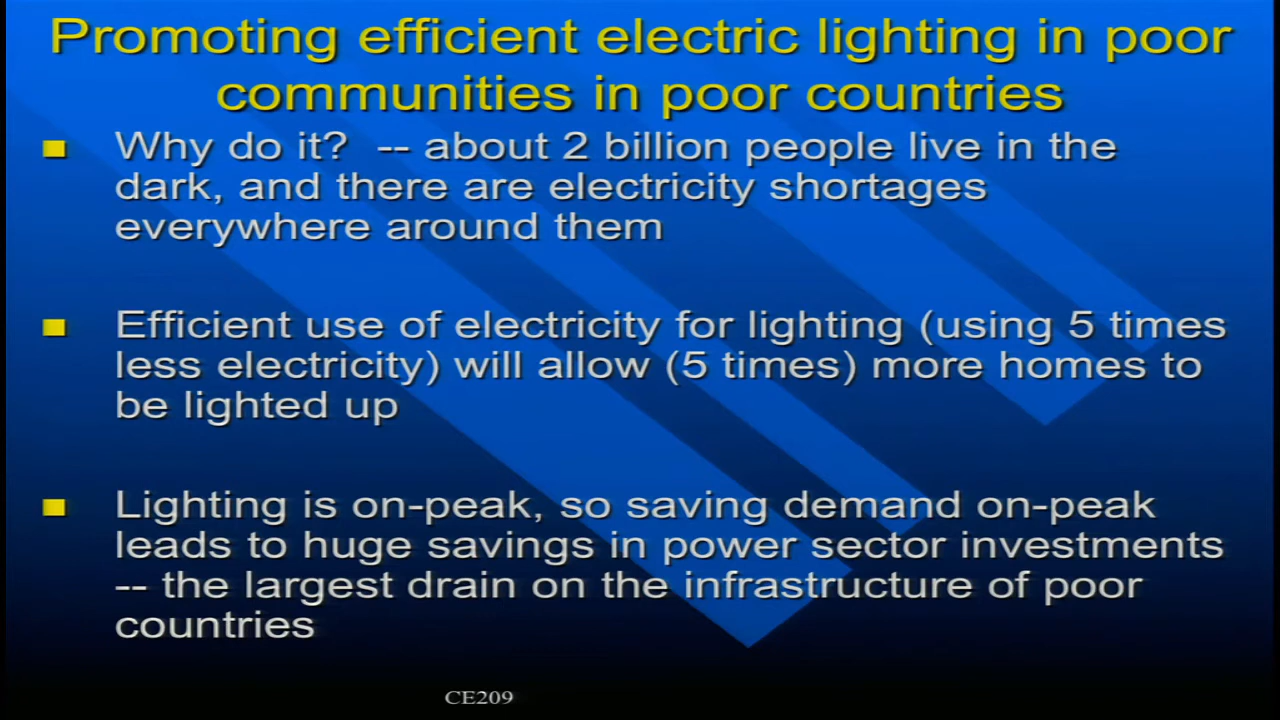 Promoting efficient electric lighting in poor
communities in poor countries
Why do it? -- about 2 billion people live in the
dark, and there are electricity shortages
everywhere around them
Efficient use of electricity for lighting (using 5 times
less electricity) will allow (5 times) more homes to
be lighted up
Lighting is on-peak, so saving demand on-peak
leads to huge savings in power sector investments
-- the largest drain on the infrastructure of poor
countries
CE209